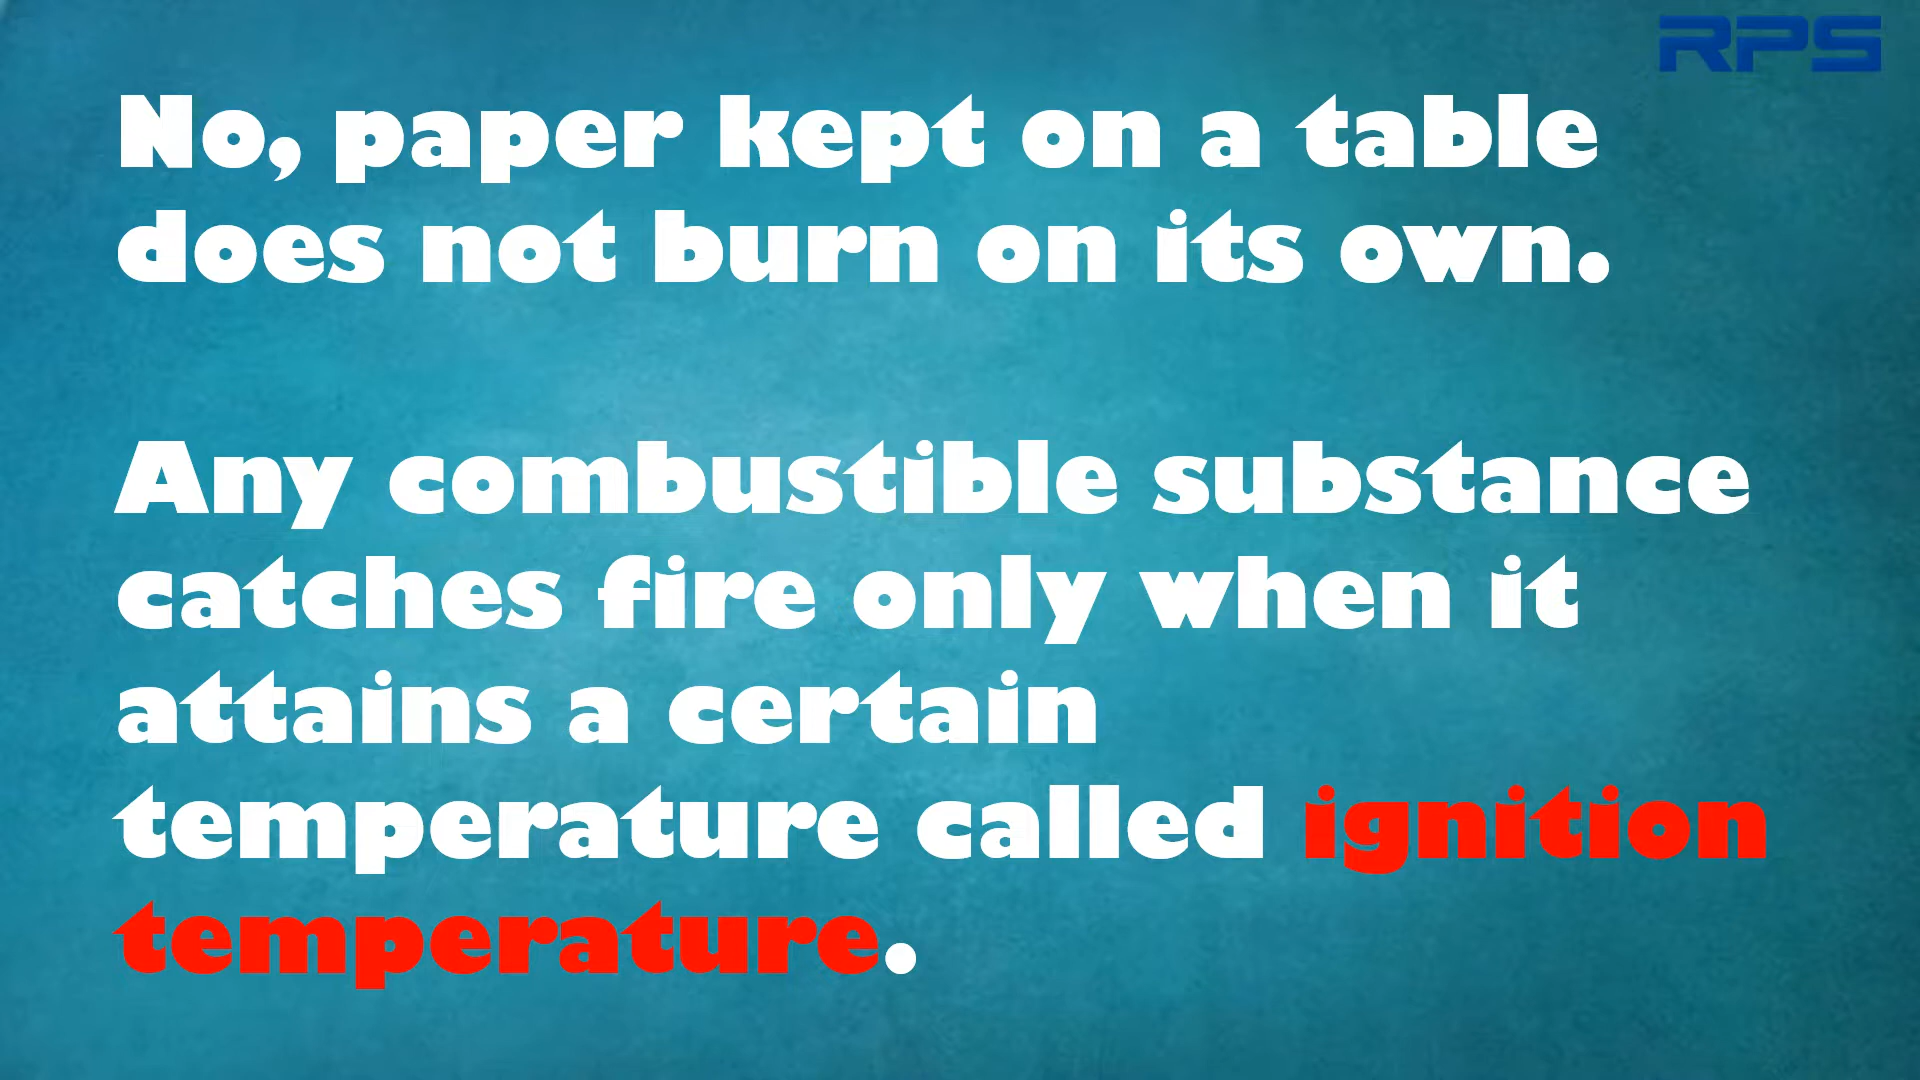 RPS
No, paper kept on a table
does not burn on its own.
Any combustible substance
catches fire only when it
attains a certain
temperature called ignition
temperature.